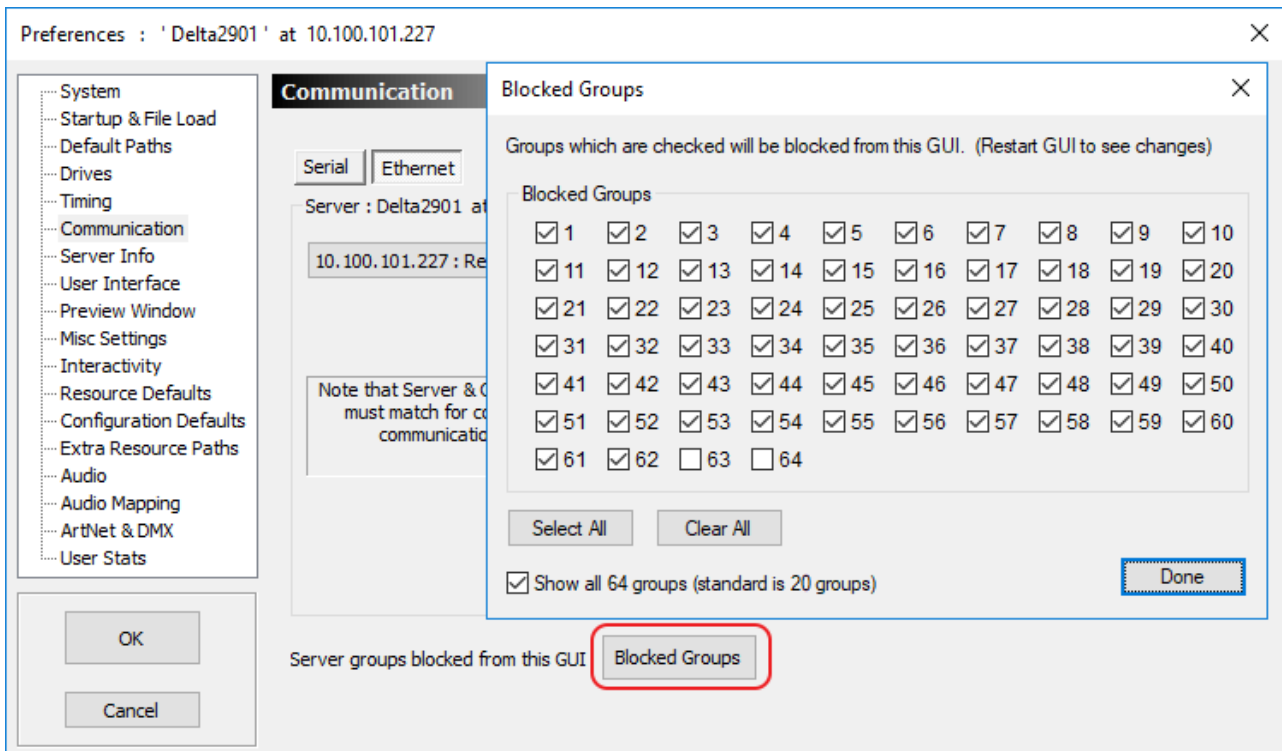 Preferences : 'Delta2901' at 10.100.101.227
System
Startup & File Load
Default Paths
Drives
Timing
Communication
Server Info
User Interface
Preview Window
Misc Settings
Interactivity
Resource Defaults
Configuration Defaults
Extra Resource Paths
Audio
Audio Mapping
ArtNet & DMX
User Stats
OK
Cancel
Communication
Serial Ethernet
Server : Delta2901 at
10.100.101.227 : Re
Note that Server &
must match for
communicatio
Server groups blocked from this GUI Blocked Groups
Blocked Groups
Groups which are checked will be blocked from this GUI. (Restart GUI to see changes)
Blocked Groups
1 2 3 4 5 6 7 8 9 10
11 12 13 14 15 16 17 18 19 20
21 22 23 24 25 26 27 28 29 30
31 32 33 34 35 36 37 38 39 40
41 42 43 44 45 46 47 48 49 50
51 52 53 54 55 56 57 58 59 60
61 62 63 64
Select All Clear All
Show all 64 groups (standard is 20 groups)
Done